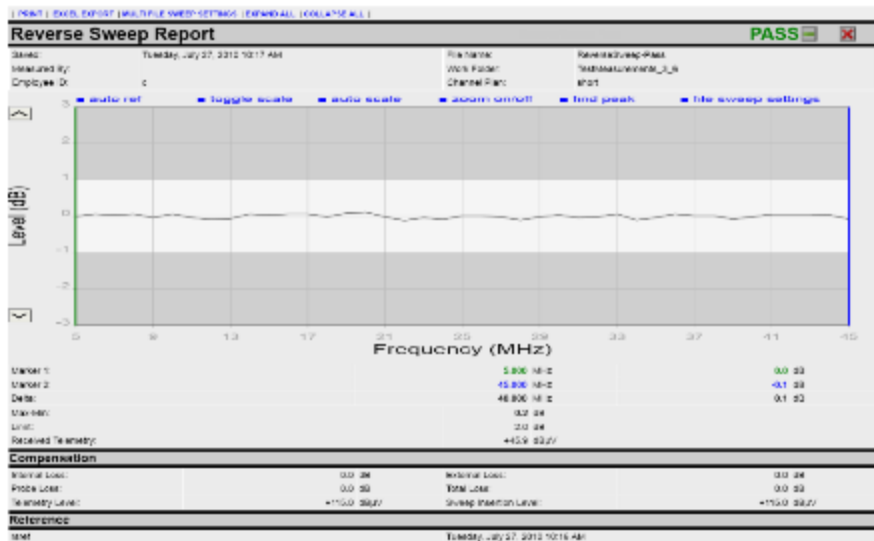 | PRINT | EXCEL EXPORT | MULTI FILE SWEEP SETTINGS | EXPAND ALL | COLLAPSE ALL |
Reverse Sweep Report PASS
Saved: Tuesday, July 27, 2010 10:17 AM File Name: ReverseSweep-Pass
Measured By: Work Folder: TestMeasurements_3_6
Employee ID: c Channel Plan: short
auto ref toggle scale auto scale zoom on/off find peak file sweep settings
3
2
1
0
-1
-2
-3
Level (dB)
5 9 13 17 21 25 29 33 37 41 45
Frequency (MHz)
Marker 1: 5.000 MHz 0.0 dB
Marker 2: 45.000 MHz -0.1 dB
Delta: 40.000 MHz 0.1 dB
Max-Min: 0.2 dB
Limit: 2.0 dB
Received Telemetry: +45.9 dBµV
Compensation
Internal Loss: 0.0 dB External Loss: 0.0 dB
Probe Loss: 0.0 dB Total Loss: 0.0 dB
Telemetry Level: +115.0 dBµV Sweep Insertion Level: +115.0 dBµV
Reference
Tuesday, July 27, 2010 10:16 AM